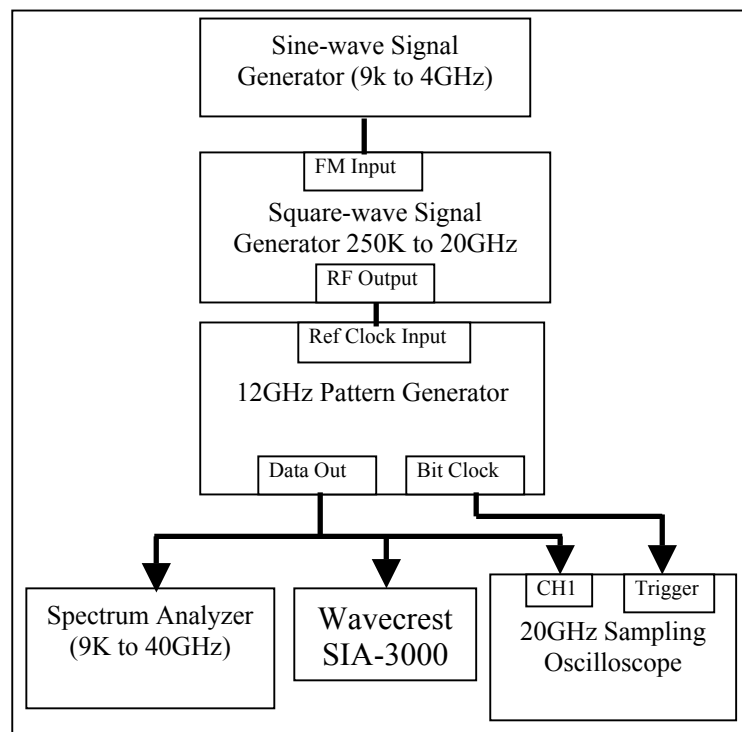 Sine-wave Signal
Generator (9k to 4GHz)
FM Input
Square-wave Signal
Generator 250K to 20GHz
RF Output
Ref Clock Input
12GHz Pattern Generator
Data Out
Bit Clock
Spectrum Analyzer
(9K to 40GHz)
Wavecrest
SIA-3000
CH1
Trigger
20GHz Sampling
Oscilloscope